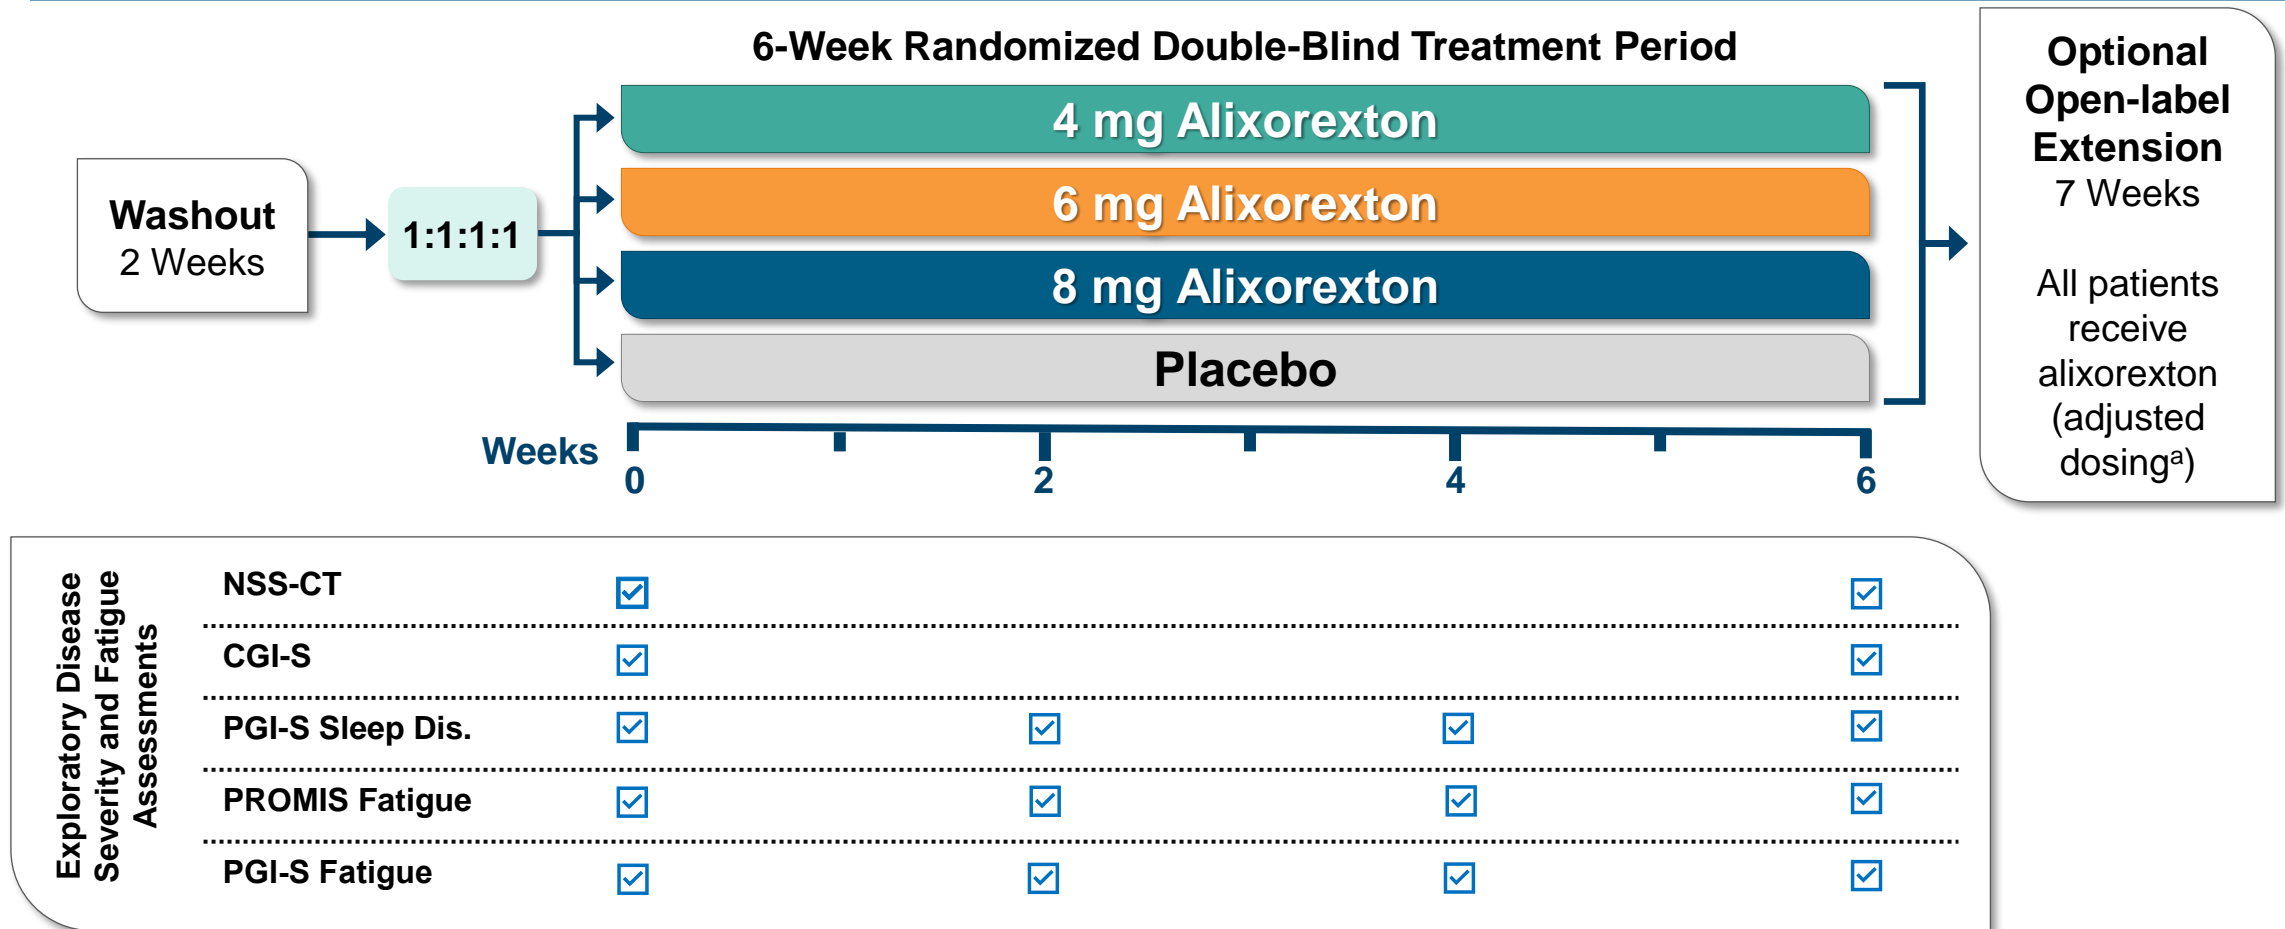 6-Week Randomized Double-Blind Treatment Period
Washout
2 Weeks
1:1:1:1
4 mg Alixorexton
6 mg Alixorexton
8 mg Alixorexton
Placebo
Weeks
0
2
4
6
Optional
Open-label
Extension
7 Weeks
All patients
receive
alixorexton
(adjusted
dosingᵃ)
Exploratory Disease
Severity and Fatigue
Assessments
NSS-CT
CGI-S
PGI-S Sleep Dis.
PROMIS Fatigue
PGI-S Fatigue